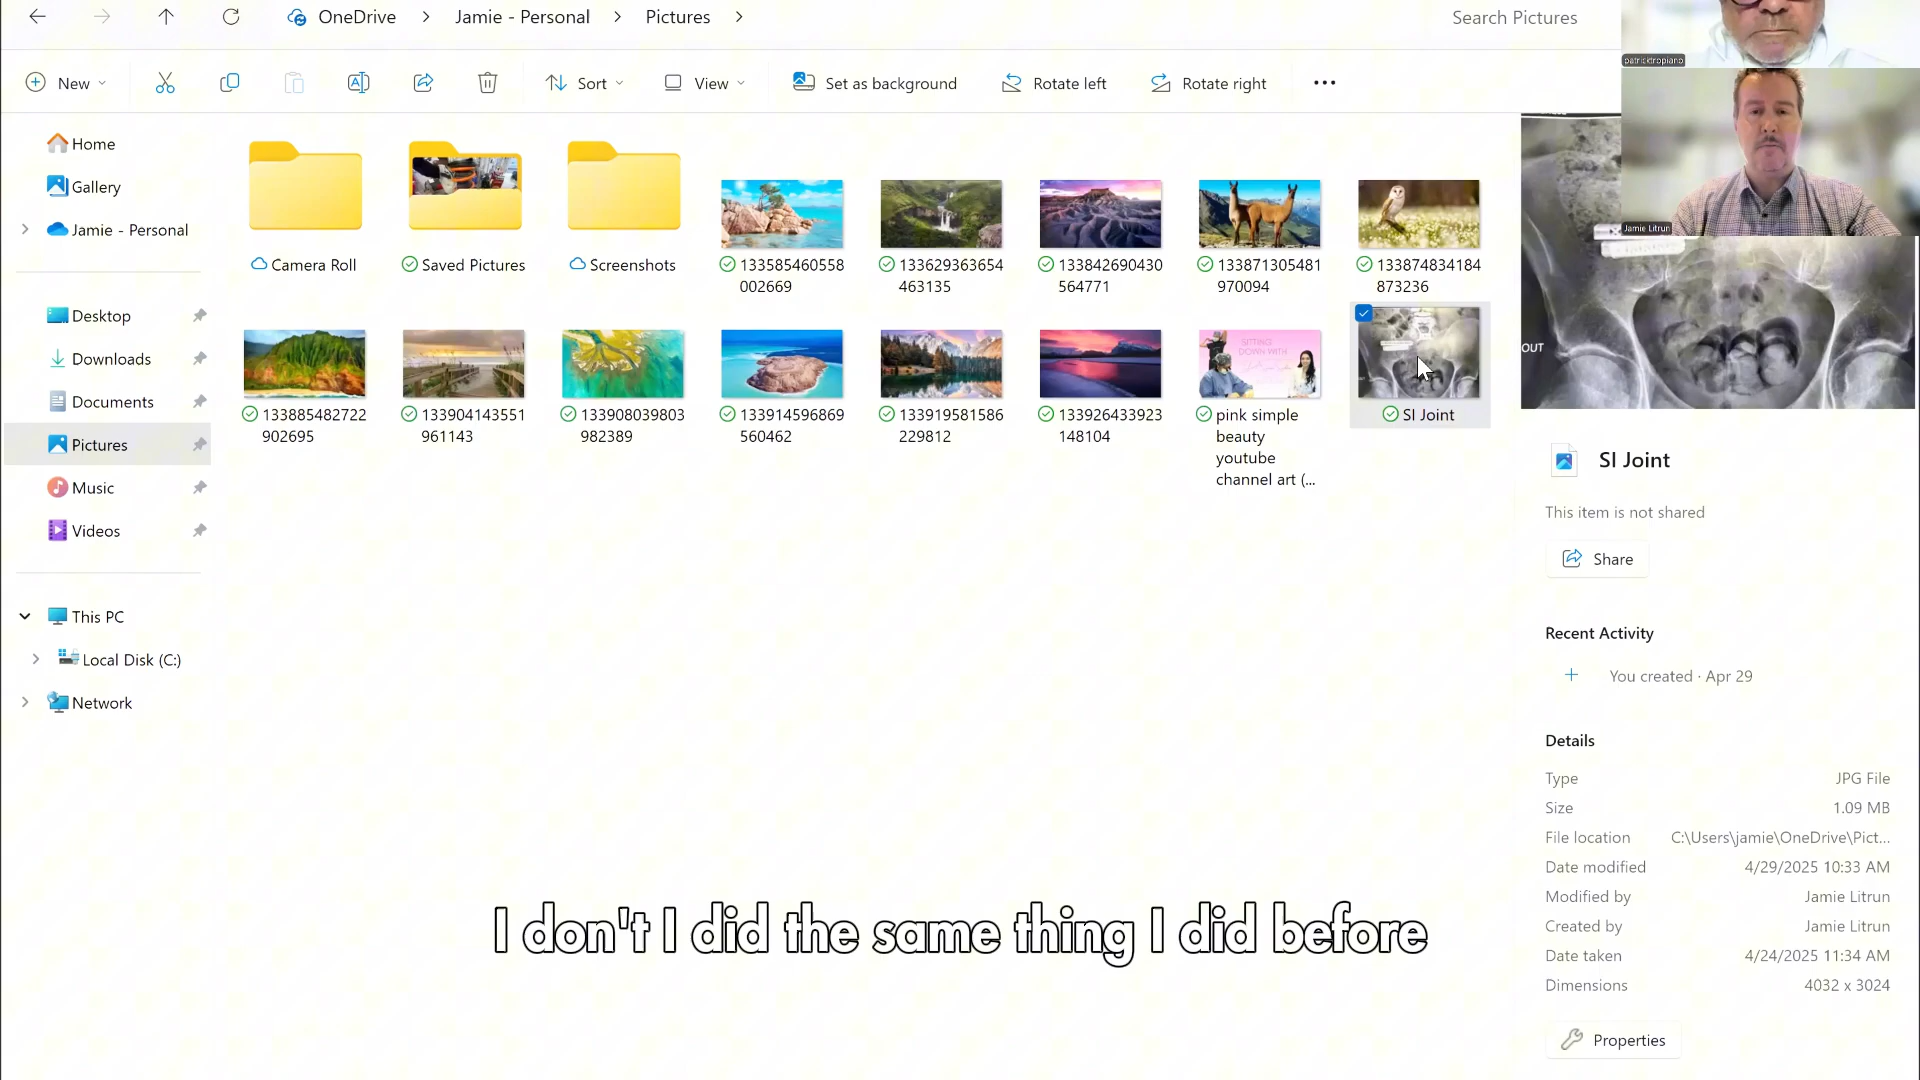 OneDrive > Jamie - Personal > Pictures >
Search Pictures
New
Sort
View
Set as background
Rotate left
Rotate right
patricktropiano
Jamie Litrun
Home
Gallery
Jamie - Personal
Desktop
Downloads
Documents
Pictures
Music
Videos
This PC
Local Disk (C:)
Network
Camera Roll
Saved Pictures
Screenshots
133585460558
002669
133629363654
463135
133842690430
564771
133871305481
970094
133874834184
873236
133885482722
902695
133904143551
961143
133908039803
982389
133914596869
560462
133919581586
229812
133926433923
148104
SITTING
DOWN WITH
pink simple
beauty
youtube
channel art (...
SI Joint
OUT
SI Joint
This item is not shared
Share
Recent Activity
You created · Apr 29
Details
Type JPG File
Size 1.09 MB
File location C:\Users\jamie\OneDrive\Pict...
Date modified 4/29/2025 10:33 AM
Modified by Jamie Litrun
Created by Jamie Litrun
Date taken 4/24/2025 11:34 AM
Dimensions 4032 x 3024
Properties
I don't I did the same thing I did before